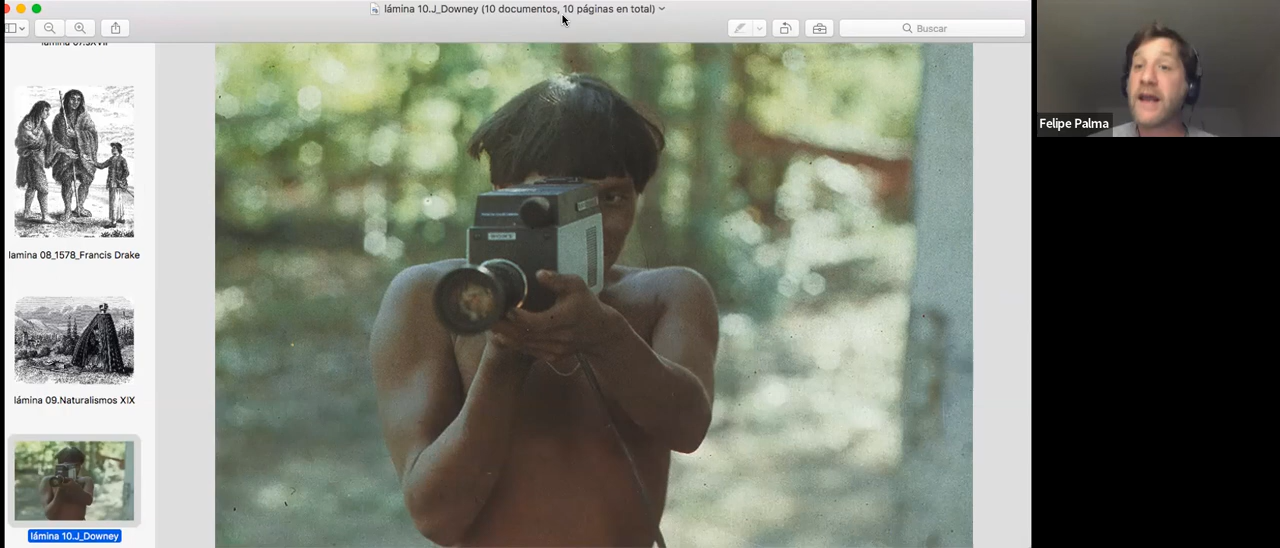 lámina 10.J_Downey (10 documentos, 10 páginas en total)
Buscar
lamina 08_1578_Francis Drake
lámina 09.Naturalismos XIX
lámina 10.J_Downey
SONY
Felipe Palma